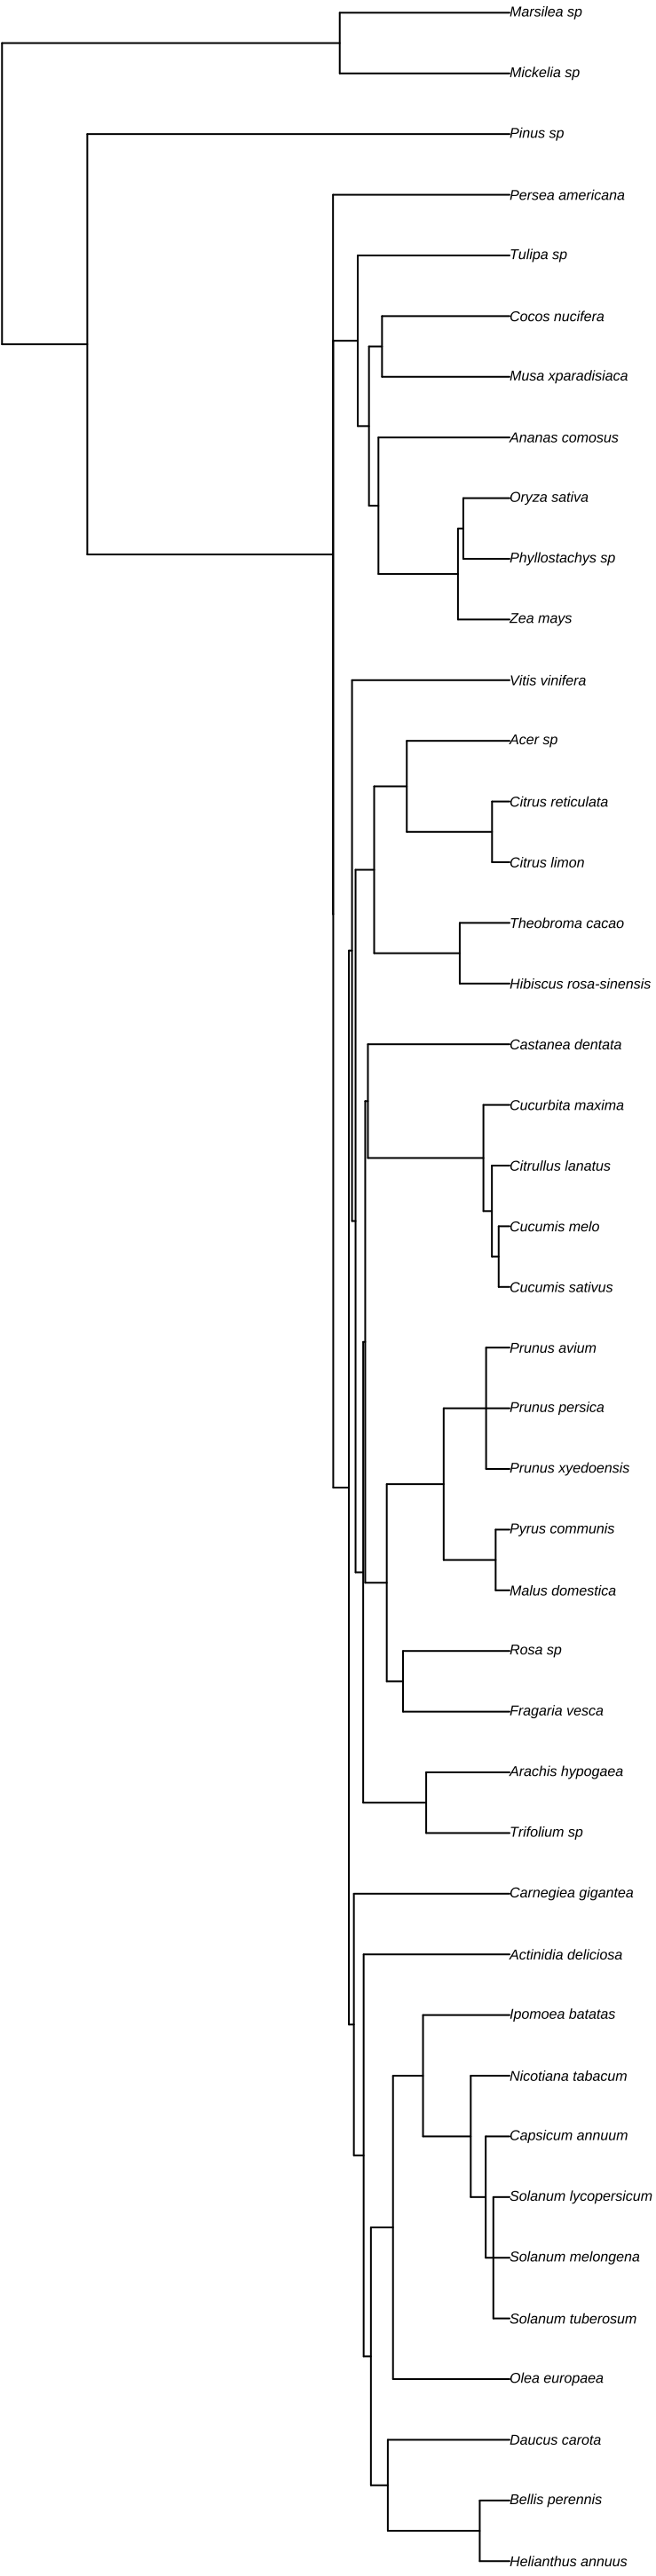 Marsilea sp
Mickelia sp
Pinus sp
Persea americana
Tulipa sp
Cocos nucifera
Musa xparadisiaca
Ananas comosus
Oryza sativa
Phyllostachys sp
Zea mays
Vitis vinifera
Acer sp
Citrus reticulata
Citrus limon
Theobroma cacao
Hibiscus rosa-sinensis
Castanea dentata
Cucurbita maxima
Citrullus lanatus
Cucumis melo
Cucumis sativus
Prunus avium
Prunus persica
Prunus xyedoensis
Pyrus communis
Malus domestica
Rosa sp
Fragaria vesca
Arachis hypogaea
Trifolium sp
Carnegiea gigantea
Actinidia deliciosa
Ipomoea batatas
Nicotiana tabacum
Capsicum annuum
Solanum lycopersicum
Solanum melongena
Solanum tuberosum
Olea europaea
Daucus carota
Bellis perennis
Helianthus annuus